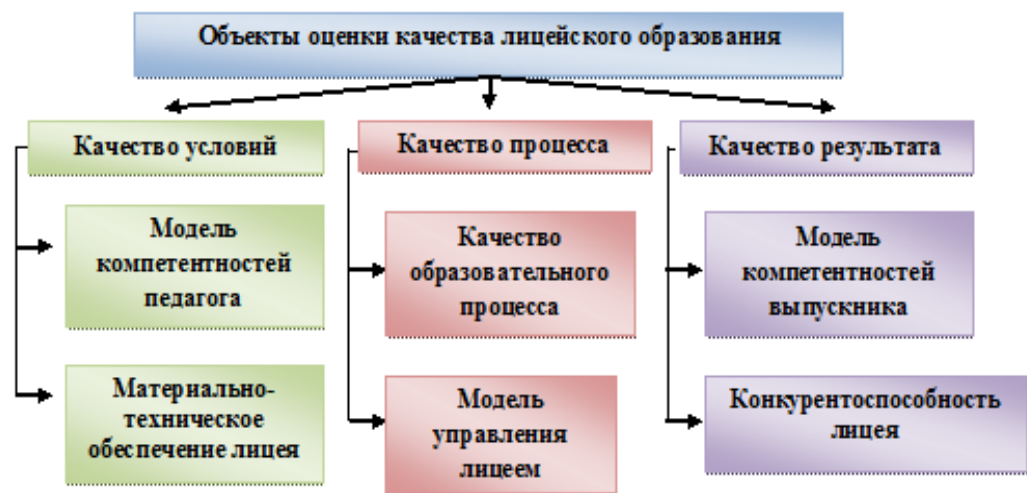 Объекты оценки качества лицейского образования
Качество условий
Качество процесса
Качество результата
Модель
компетентностей
педагога
Качество
образовательного
процесса
Модель
компетентностей
выпускника
Материально-
техническое
обеспечение лицея
Модель
управления
лицеем
Конкурентоспособность
лицея